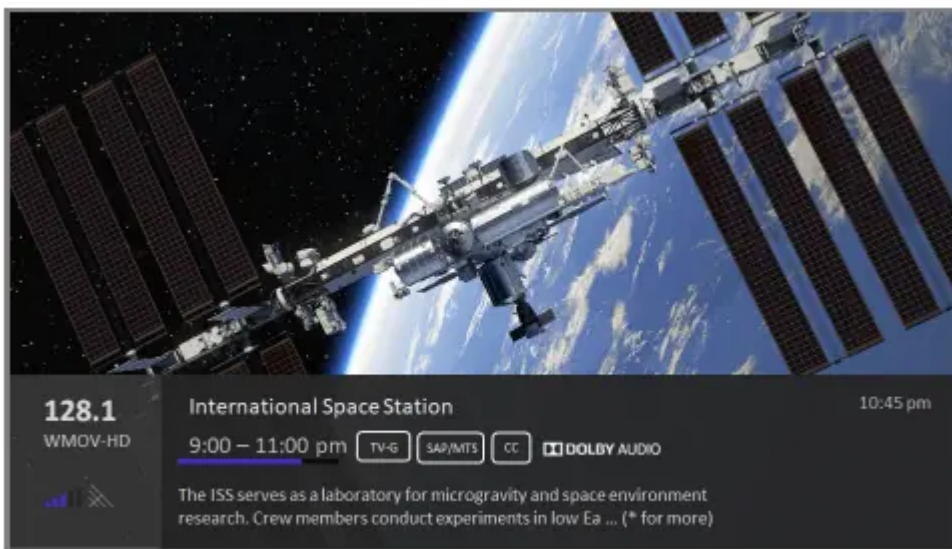 128.1
WMOV-HD
International Space Station
10:45 pm
9:00 – 11:00 pm TV-G SAP/MTS CC DOLBY AUDIO
The ISS serves as a laboratory for microgravity and space environment
research. Crew members conduct experiments in low Ea ... (* for more)